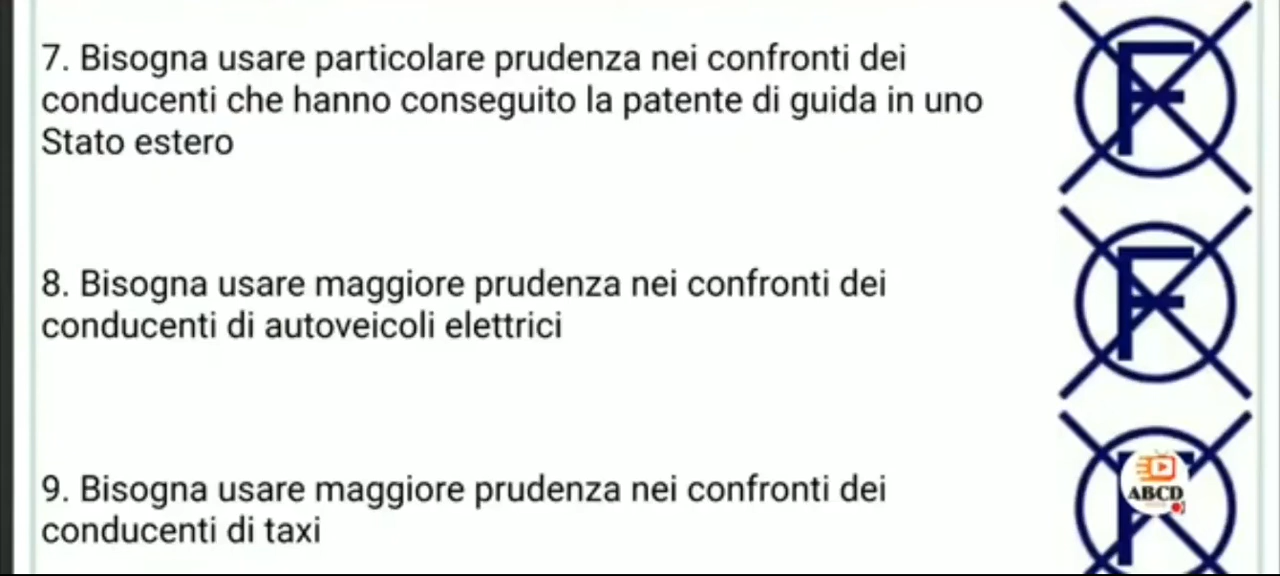 7. Bisogna usare particolare prudenza nei confronti dei
conducenti che hanno conseguito la patente di guida in uno
Stato estero
F
8. Bisogna usare maggiore prudenza nei confronti dei
conducenti di autoveicoli elettrici
F
9. Bisogna usare maggiore prudenza nei confronti dei
conducenti di taxi
F
ABCD